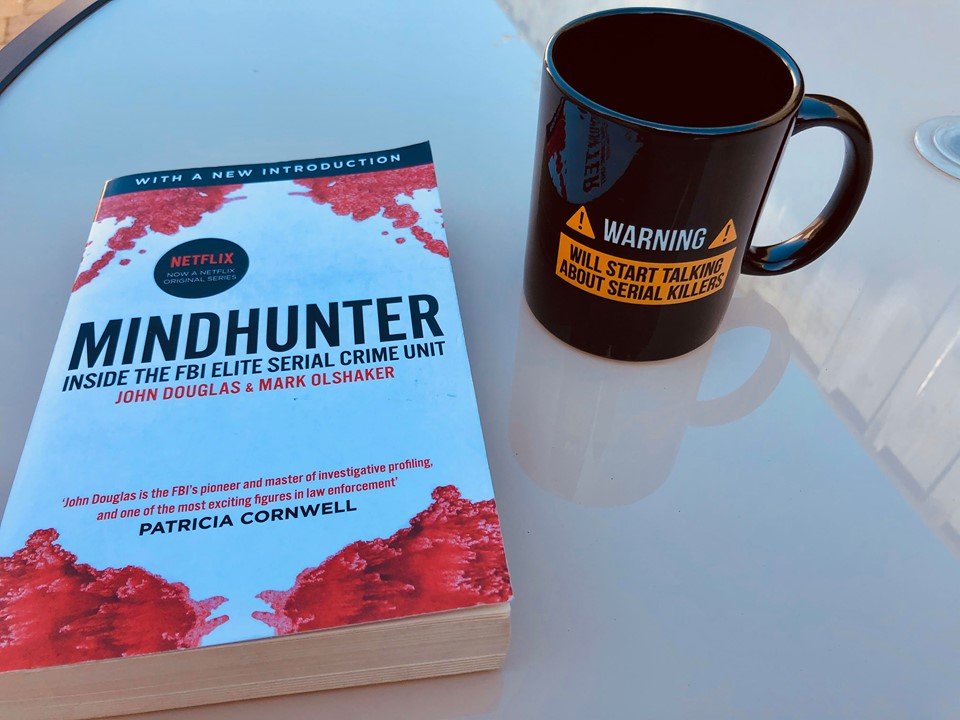 WITH A NEW INTRODUCTION
NETFLIX
NOW A NETFLIX
ORIGINAL SERIES
MINDHUNTER
INSIDE THE FBI ELITE SERIAL CRIME UNIT
JOHN DOUGLAS & MARK OLSHAKER
'John Douglas is the FBI's pioneer and master of investigative profiling,
and one of the most exciting figures in law enforcement'
PATRICIA CORNWELL
! WARNING !
WILL START TALKING
ABOUT SERIAL KILLERS